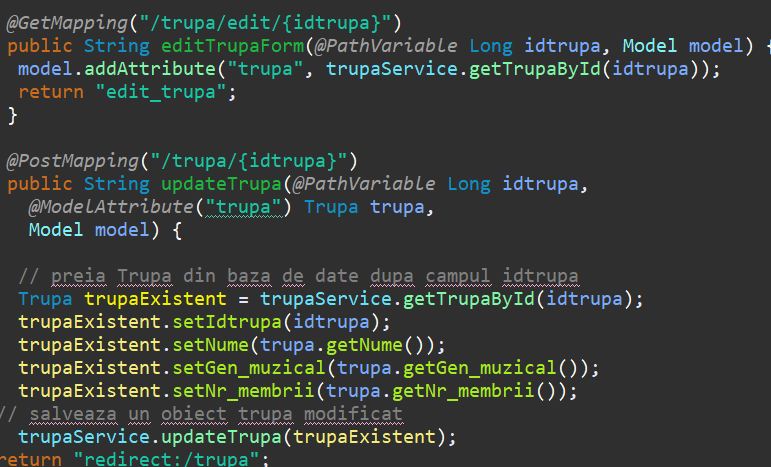 @GetMapping("/trupa/edit/{idtrupa}")
public String editTrupaForm(@PathVariable Long idtrupa, Model model) {
model.addAttribute("trupa", trupaService.getTrupaById(idtrupa));
return "edit_trupa";
}
@PostMapping("/trupa/{idtrupa}")
public String updateTrupa(@PathVariable Long idtrupa,
@ModelAttribute("trupa") Trupa trupa,
Model model) {
// preia Trupa din baza de date dupa campul idtrupa
Trupa trupaExistent = trupaService.getTrupaById(idtrupa);
trupaExistent.setIdtrupa(idtrupa);
trupaExistent.setNume(trupa.getNume());
trupaExistent.setGen_muzical(trupa.getGen_muzical());
trupaExistent.setNr_membrii(trupa.getNr_membrii());
// salveaza un obiect trupa modificat
trupaService.updateTrupa(trupaExistent);
return "redirect:/trupa";